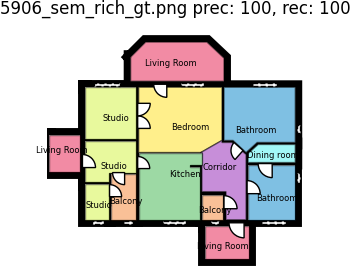 5906_sem_rich_gt.png prec: 100, rec: 100
Living Room
Studio
Bedroom
Bathroom
Living Room
Dining room
Studio
Corridor
Kitchen
Bathroom
Studio
Balcony
Balcony
Living Room